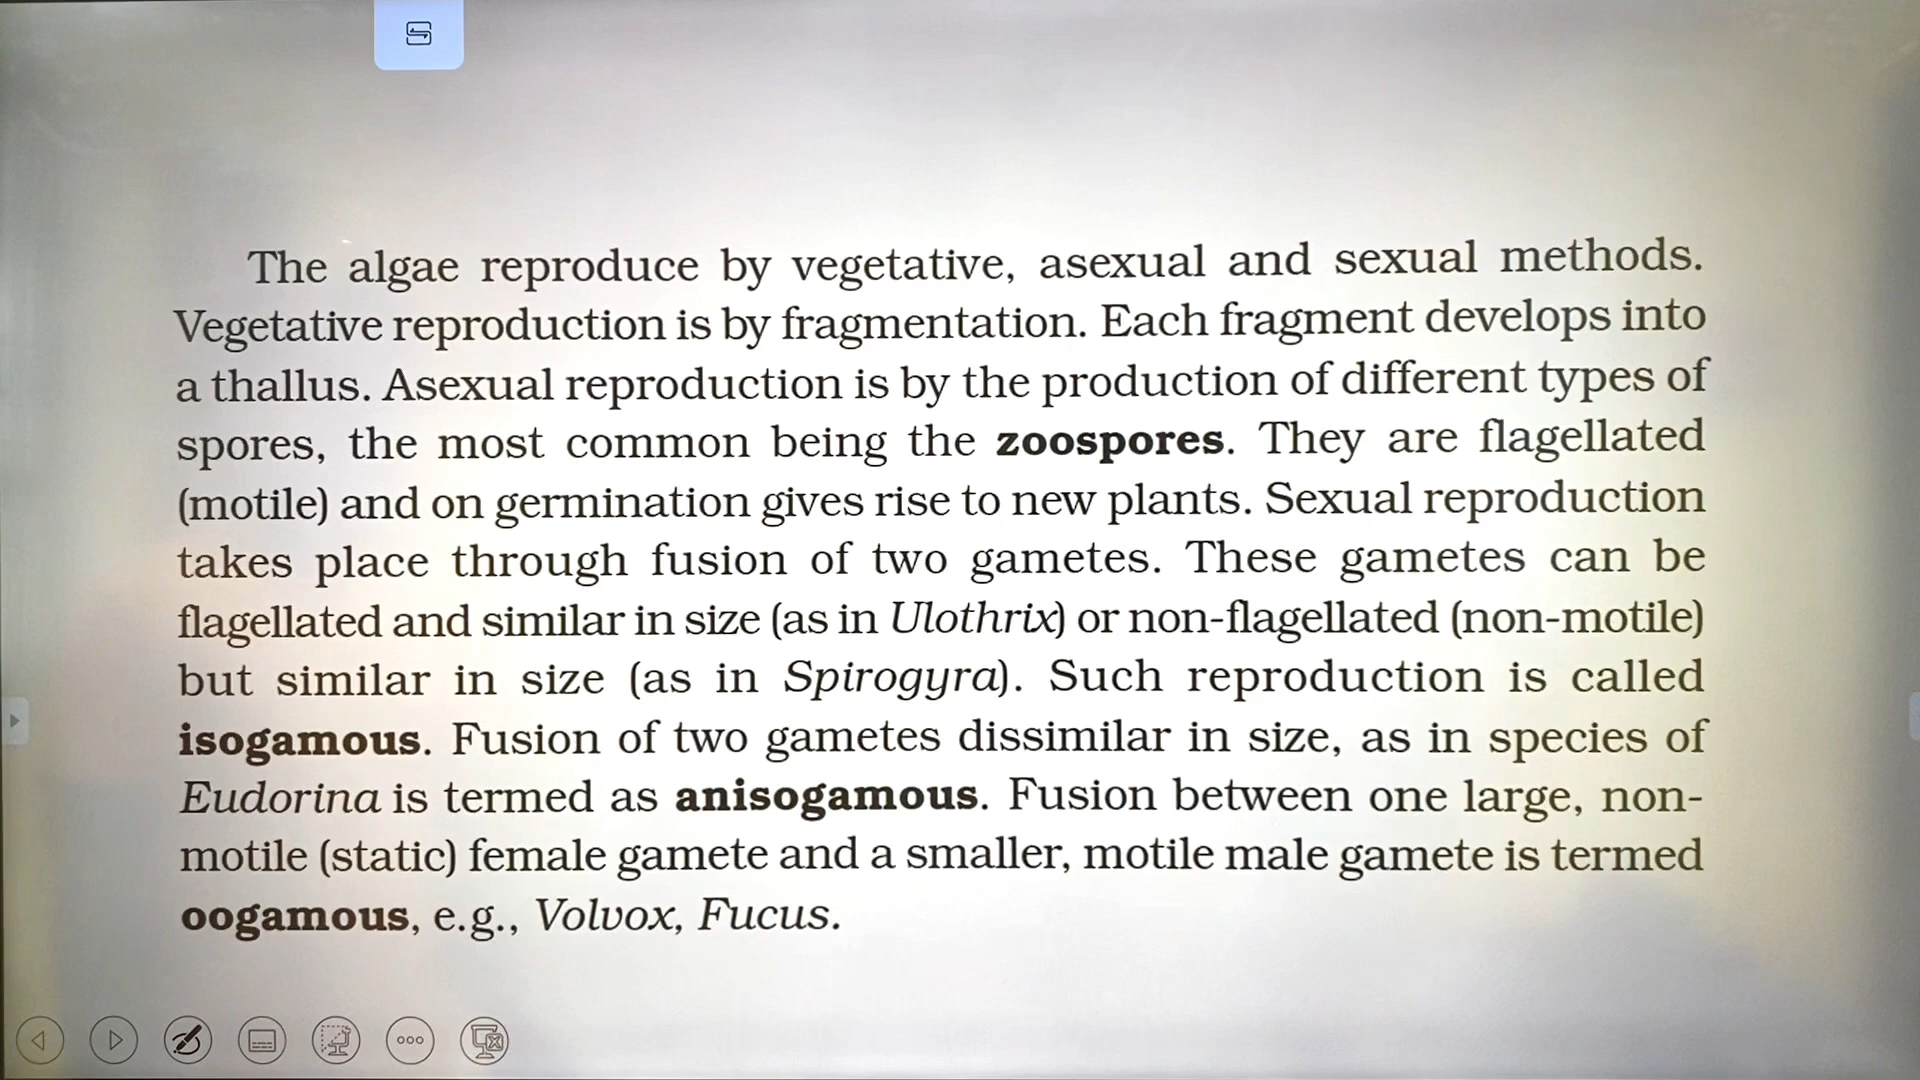 The algae reproduce by vegetative, asexual and sexual methods.
Vegetative reproduction is by fragmentation. Each fragment develops into
a thallus. Asexual reproduction is by the production of different types of
spores, the most common being the zoospores. They are flagellated
(motile) and on germination gives rise to new plants. Sexual reproduction
takes place through fusion of two gametes. These gametes can be
flagellated and similar in size (as in Ulothrix) or non-flagellated (non-motile)
but similar in size (as in Spirogyra). Such reproduction is called
isogamous. Fusion of two gametes dissimilar in size, as in species of
Eudorina is termed as anisogamous. Fusion between one large, non-
motile (static) female gamete and a smaller, motile male gamete is termed
oogamous, e.g., Volvox, Fucus.